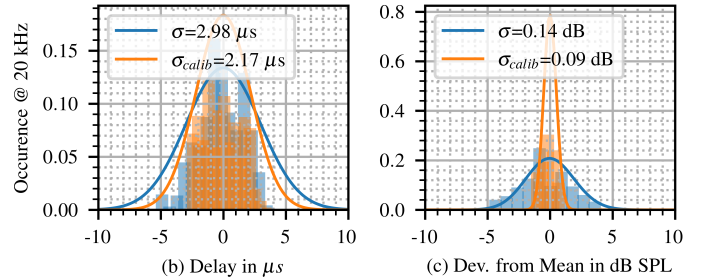 Occurence @ 20 kHz
0.15
0.10
0.05
0.00
σ=2.98 μs
σcalib=2.17 μs
-10 -5 0 5 10
(b) Delay in μs
0.8
0.6
0.4
0.2
0.0
σ=0.14 dB
σcalib=0.09 dB
-10 -5 0 5 10
(c) Dev. from Mean in dB SPL